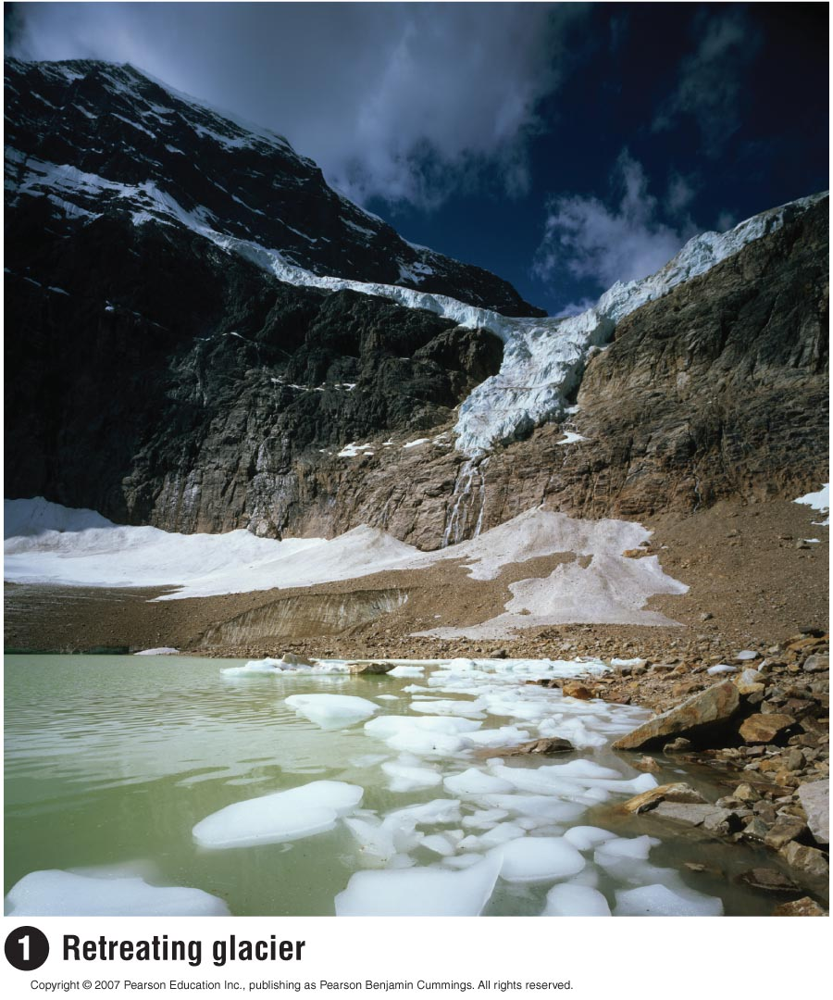 1 Retreating glacier
Copyright © 2007 Pearson Education Inc., publishing as Pearson Benjamin Cummings. All rights reserved.